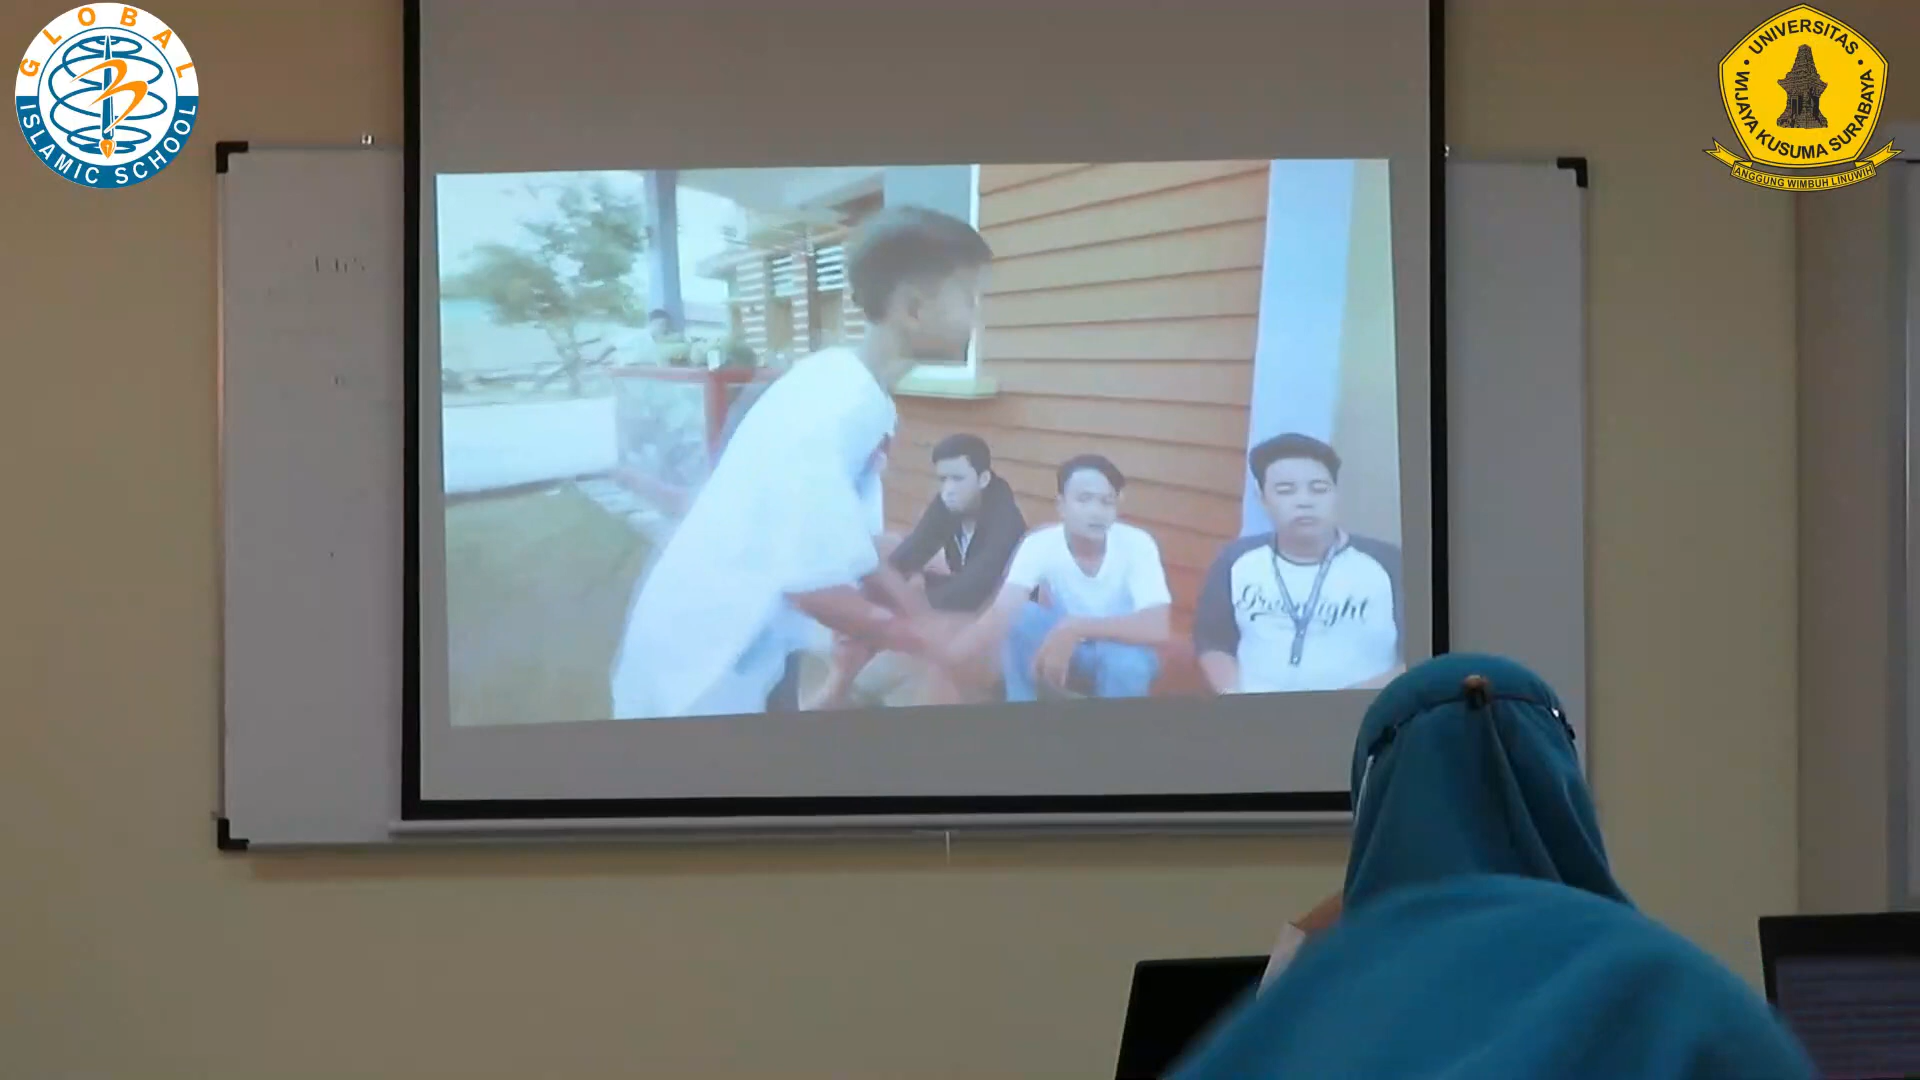 GLOBAL
ISLAMIC SCHOOL
UNIVERSITAS
WIJAYA KUSUMA SURABAYA
ANGGUNG WIMBUH LINUWIH